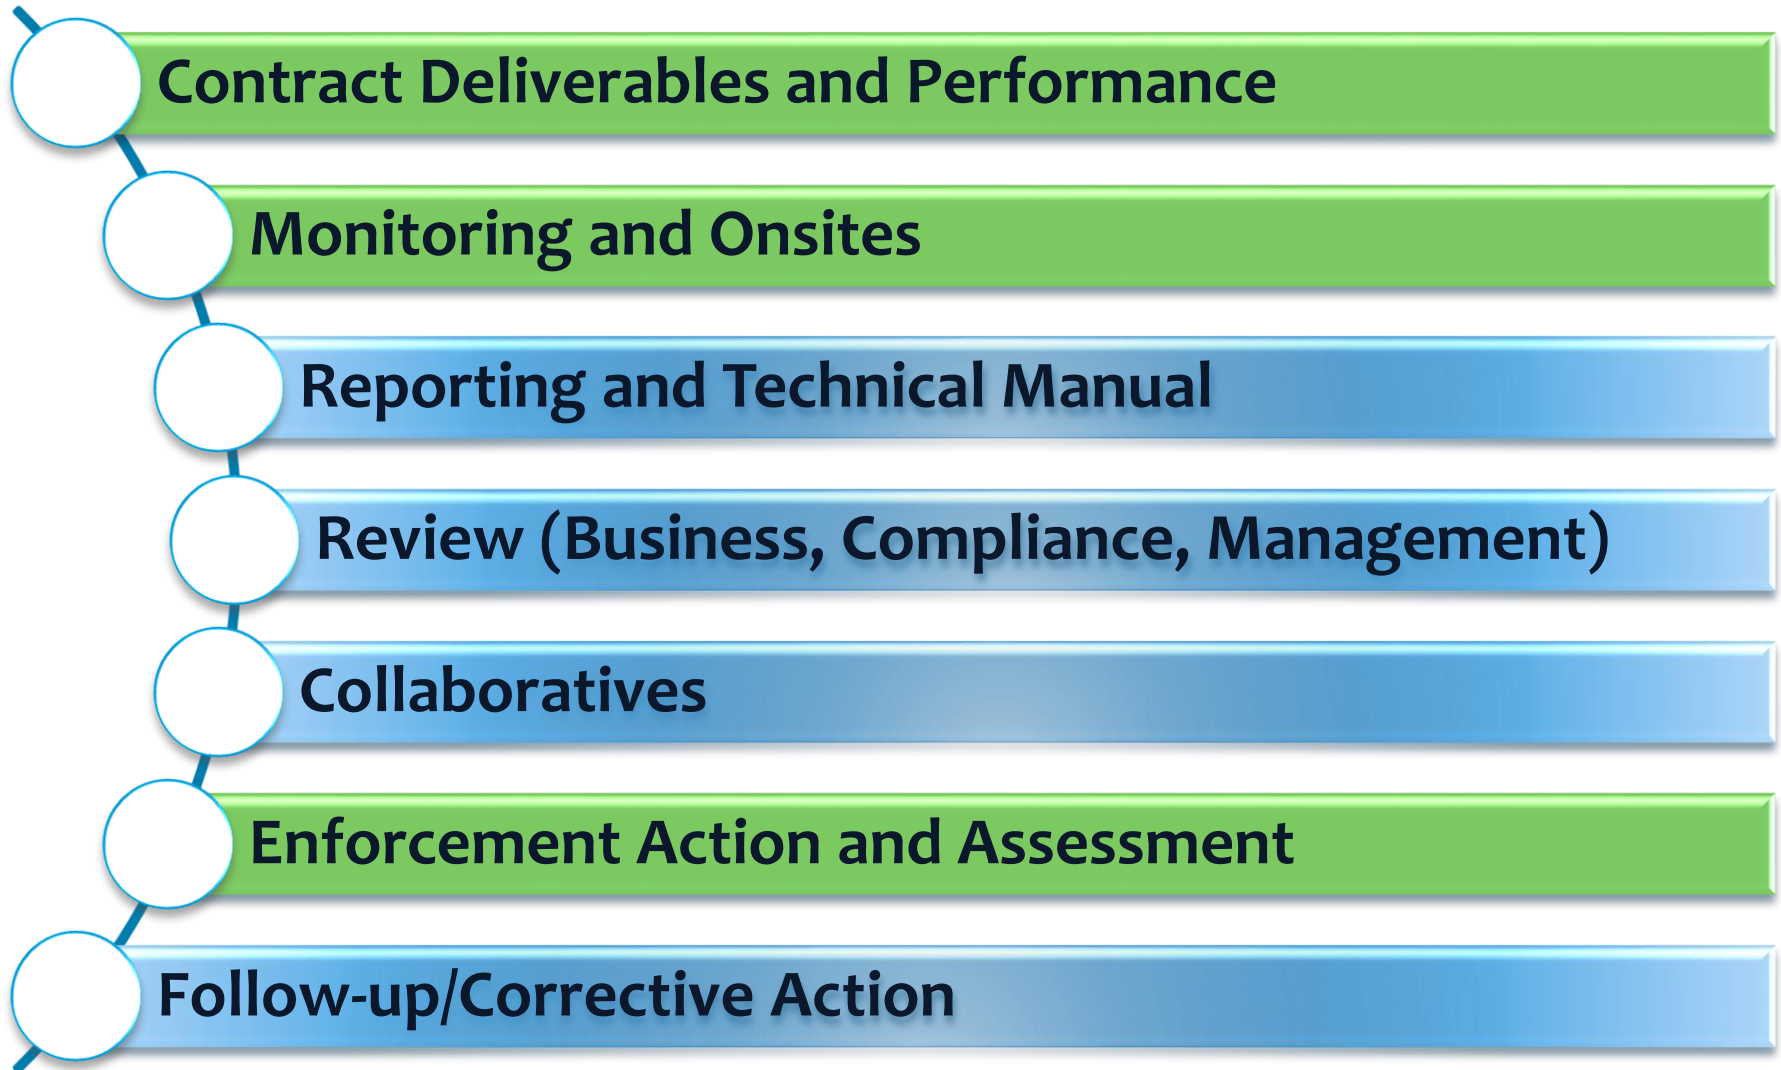 Contract Deliverables and Performance
Monitoring and Onsites
Reporting and Technical Manual
Review (Business, Compliance, Management)
Collaboratives
Enforcement Action and Assessment
Follow-up/Corrective Action